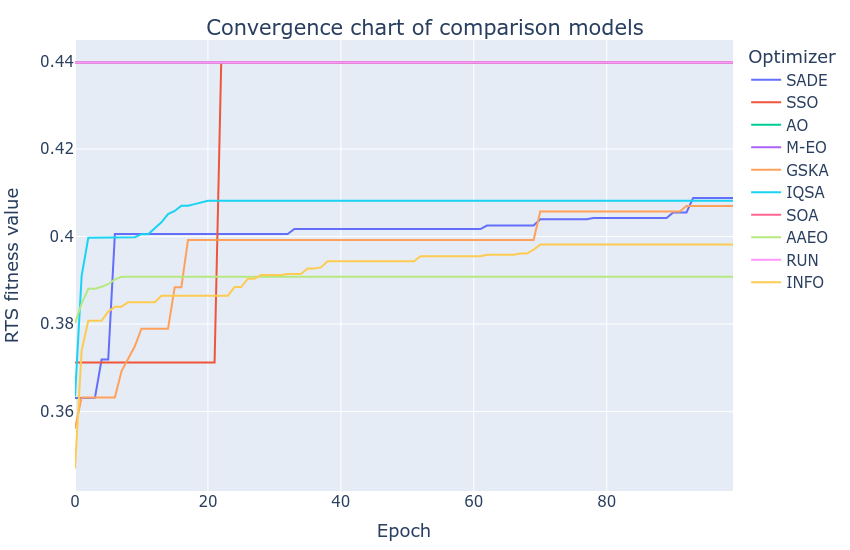 Convergence chart of comparison models
RTS fitness value
0.44
0.42
0.4
0.38
0.36
0
20
40
60
80
Epoch
Optimizer
SADE
SSO
AO
M-EO
GSKA
IQSA
SOA
AAEO
RUN
INFO